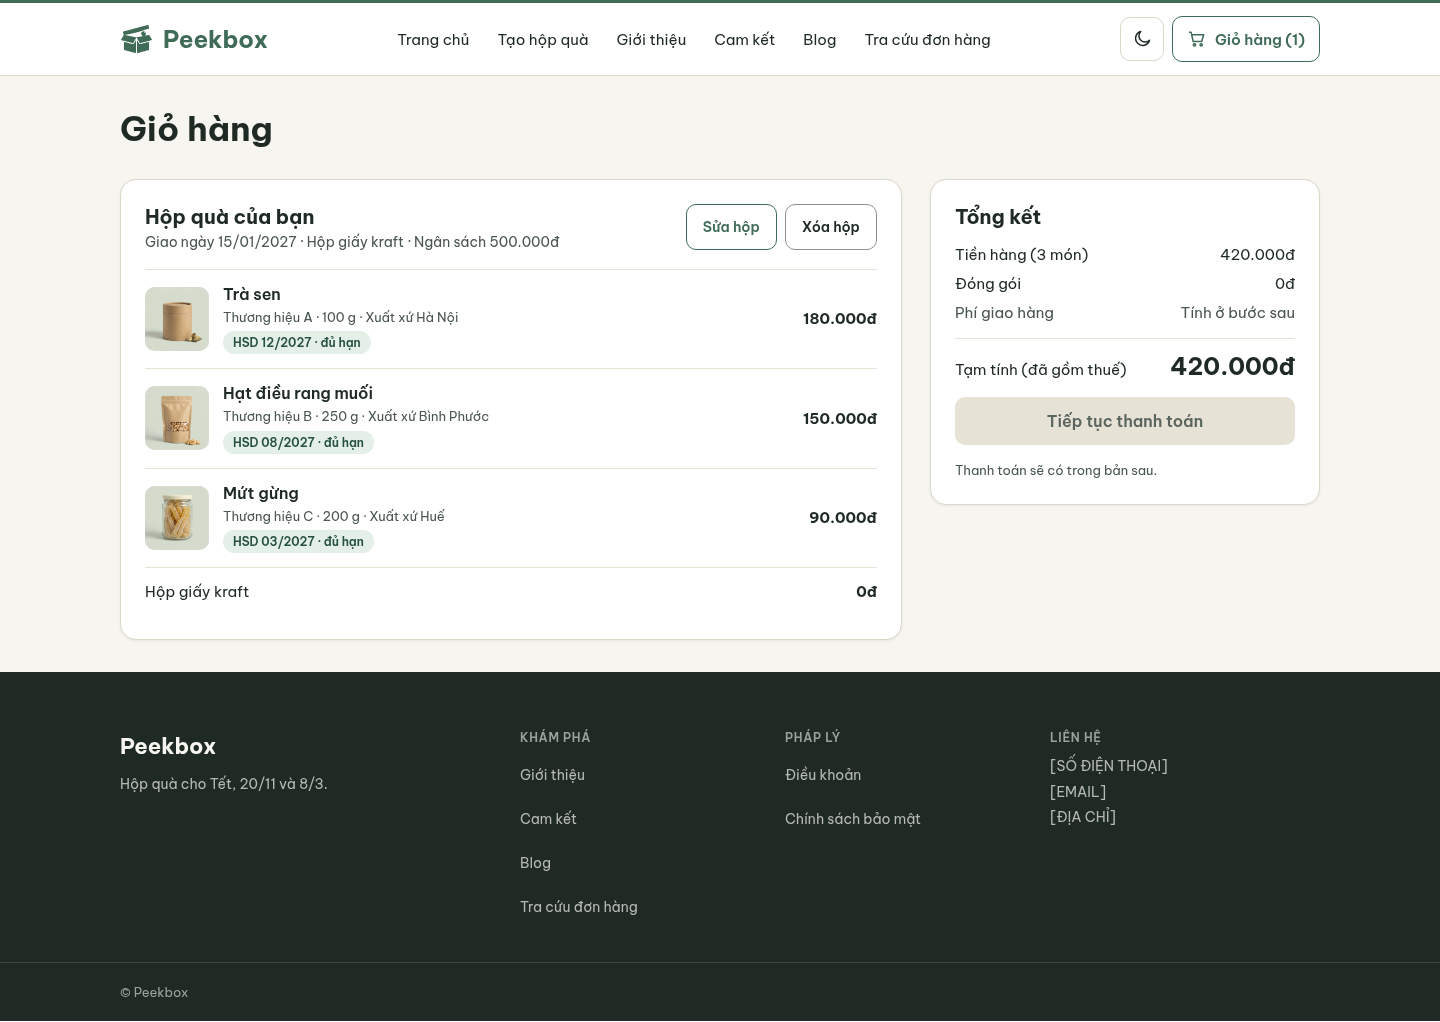 Peekbox
Trang chủ
Tạo hộp quà
Giới thiệu
Cam kết
Blog
Tra cứu đơn hàng
Giỏ hàng (1)
Giỏ hàng
Hộp quà của bạn
Giao ngày 15/01/2027 · Hộp giấy kraft · Ngân sách 500.000đ
Sửa hộp
Xóa hộp
Trà sen
Thương hiệu A · 100 g · Xuất xứ Hà Nội
HSD 12/2027 · đủ hạn
180.000đ
Hạt điều rang muối
Thương hiệu B · 250 g · Xuất xứ Bình Phước
HSD 08/2027 · đủ hạn
150.000đ
Mứt gừng
Thương hiệu C · 200 g · Xuất xứ Huế
HSD 03/2027 · đủ hạn
90.000đ
Hộp giấy kraft
0đ
Tổng kết
Tiền hàng (3 món) 420.000đ
Đóng gói 0đ
Phí giao hàng Tính ở bước sau
Tạm tính (đã gồm thuế) 420.000đ
Tiếp tục thanh toán
Thanh toán sẽ có trong bản sau.
Peekbox
Hộp quà cho Tết, 20/11 và 8/3.
KHÁM PHÁ
Giới thiệu
Cam kết
Blog
Tra cứu đơn hàng
PHÁP LÝ
Điều khoản
Chính sách bảo mật
LIÊN HỆ
[SỐ ĐIỆN THOẠI]
[EMAIL]
[ĐỊA CHỈ]
© Peekbox